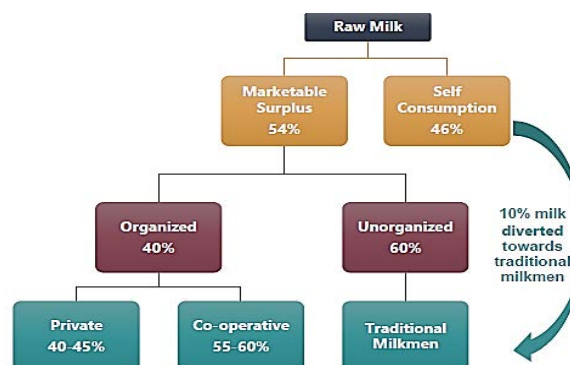 Raw Milk
Marketable
Surplus
54%
Self
Consumption
46%
Organized
40%
Unorganized
60%
10% milk
diverted
towards
traditional
milkmen
Private
40-45%
Co-operative
55-60%
Traditional
Milkmen